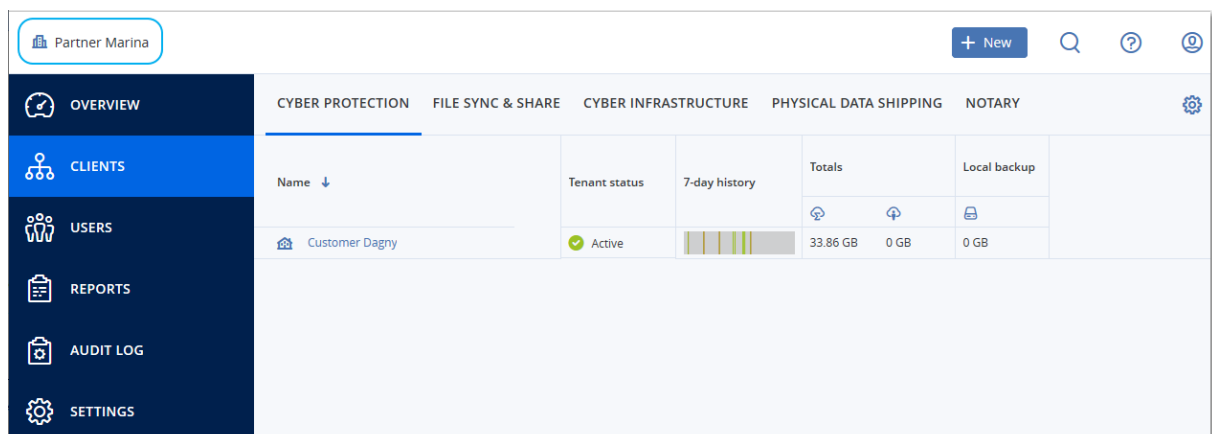 Partner Marina
+ New
OVERVIEW
CLIENTS
USERS
REPORTS
AUDIT LOG
SETTINGS
CYBER PROTECTION FILE SYNC & SHARE CYBER INFRASTRUCTURE PHYSICAL DATA SHIPPING NOTARY
Name Tenant status 7-day history Totals Local backup
Customer Dagny Active 33.86 GB 0 GB 0 GB